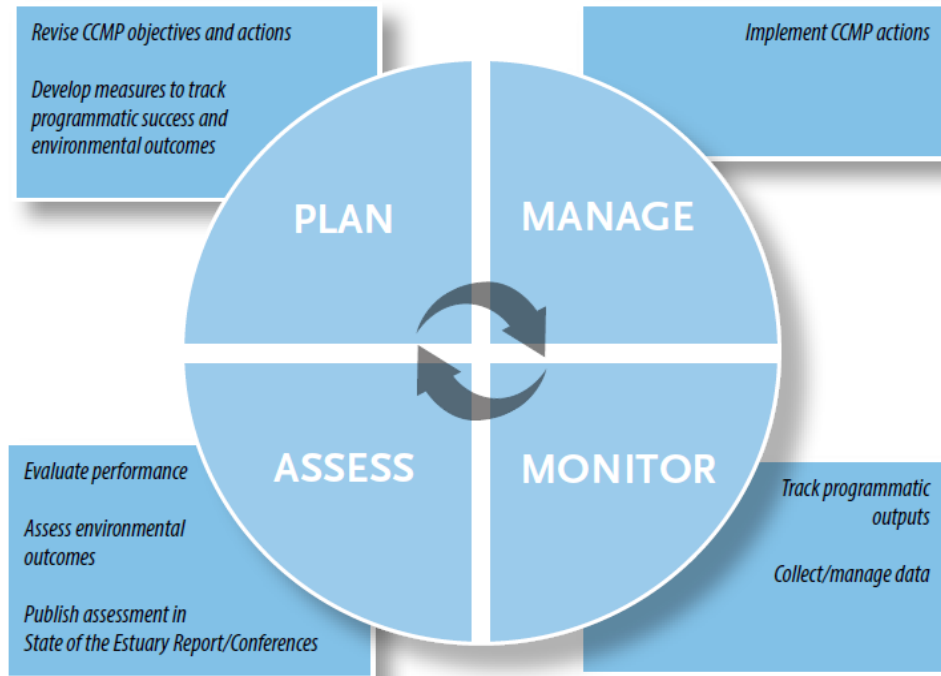 Revise CCMP objectives and actions
Develop measures to track
programmatic success and
environmental outcomes
Implement CCMP actions
PLAN
MANAGE
ASSESS
MONITOR
Evaluate performance
Assess environmental
outcomes
Publish assessment in
State of the Estuary Report/Conferences
Track programmatic
outputs
Collect/manage data